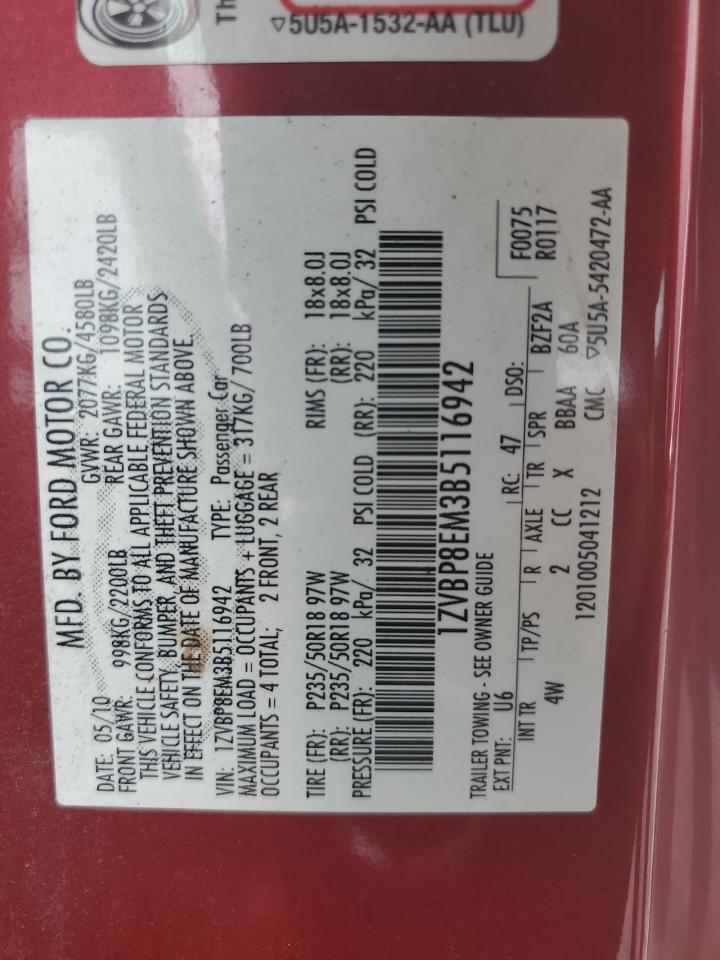 Th
▽5U5A-1532-AA (TLU)
MFD. BY FORD MOTOR CO.
DATE: 05/10 GVWR: 2077KG/4580LB
FRONT GAWR: 998KG/2200LB REAR GAWR: 1098KG/2420LB
THIS VEHICLE CONFORMS TO ALL APPLICABLE FEDERAL MOTOR
VEHICLE SAFETY, BUMPER, AND THEFT PREVENTION STANDARDS
IN EFFECT ON THE DATE OF MANUFACTURE SHOWN ABOVE.
VIN: 1ZVBP8EM3B5116942 TYPE: Passenger Car
MAXIMUM LOAD = OCCUPANTS + LUGGAGE = 317KG/700LB
OCCUPANTS = 4 TOTAL; 2 FRONT, 2 REAR
TIRE (FR): P235/50R18 97W RIMS (FR): 18x8.0J
(RR): P235/50R18 97W (RR): 18x8.0J
PRESSURE (FR): 220 kPa/ 32 PSI COLD (RR): 220 kPa/ 32 PSI COLD
1ZVBP8EM3B5116942
TRAILER TOWING - SEE OWNER GUIDE
EXT PNT: U6 RC: 47 DSO: F0075
INT TR TP/PS R AXLE TR SPR BZF2A R0117
4W 2 CC X BBAA 60A
1201005041212 CMC ▽5U5A-5420472-AA